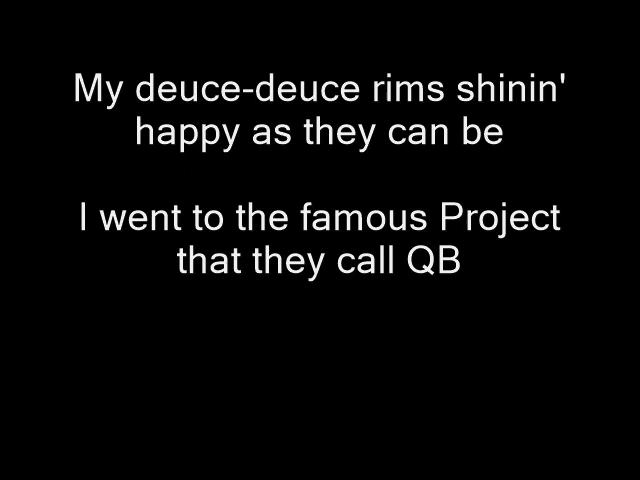 My deuce-deuce rims shinin'
happy as they can be
I went to the famous Project
that they call QB